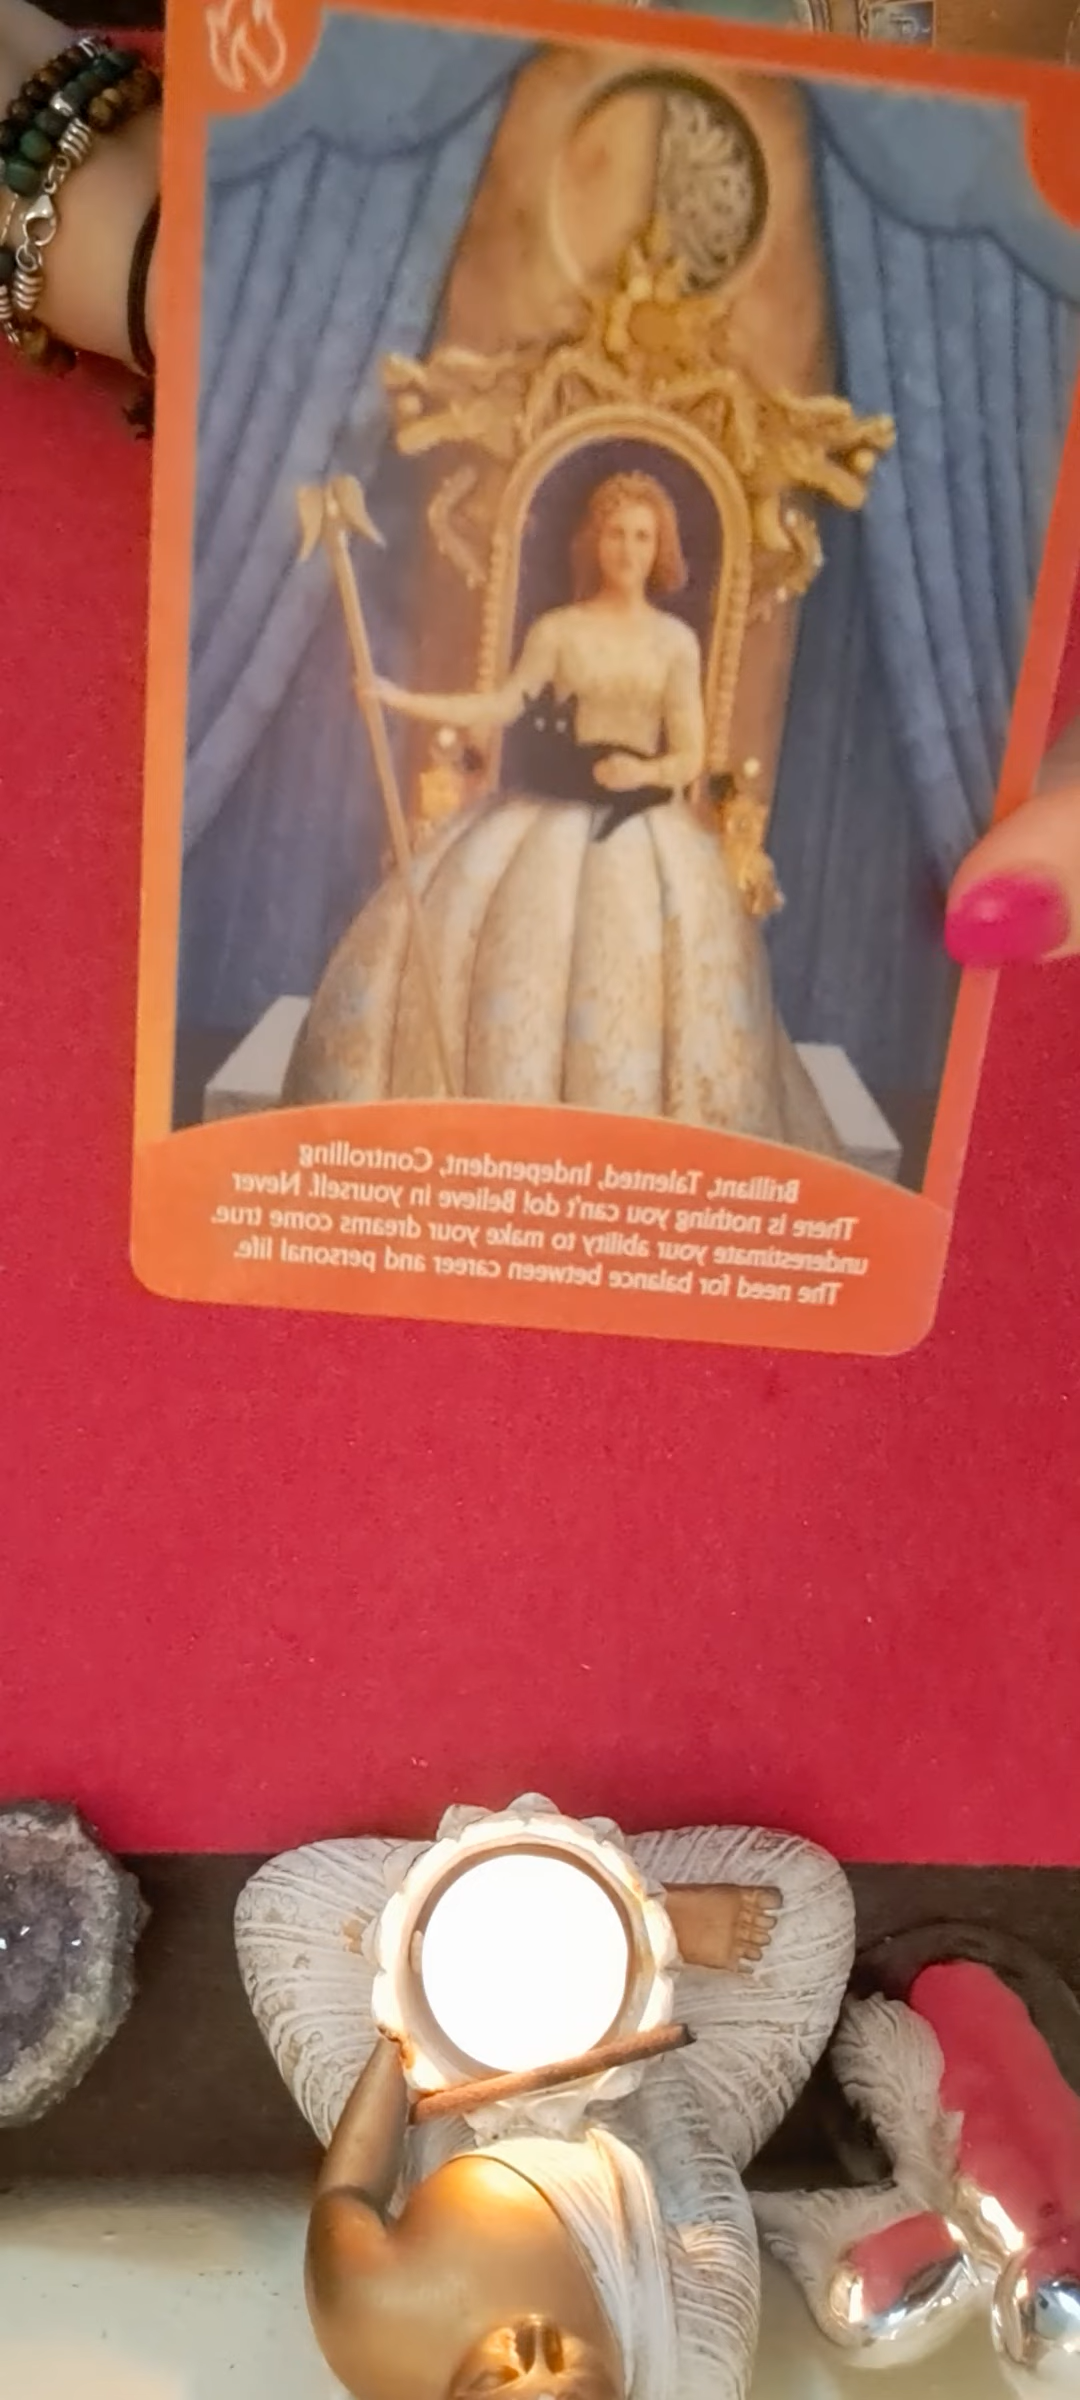 Brilliant, Talented, Independent, Controlling
There is nothing you can't do! Believe in yourself. Never
underestimate your ability to make your dreams come true.
The need for balance between career and personal life.